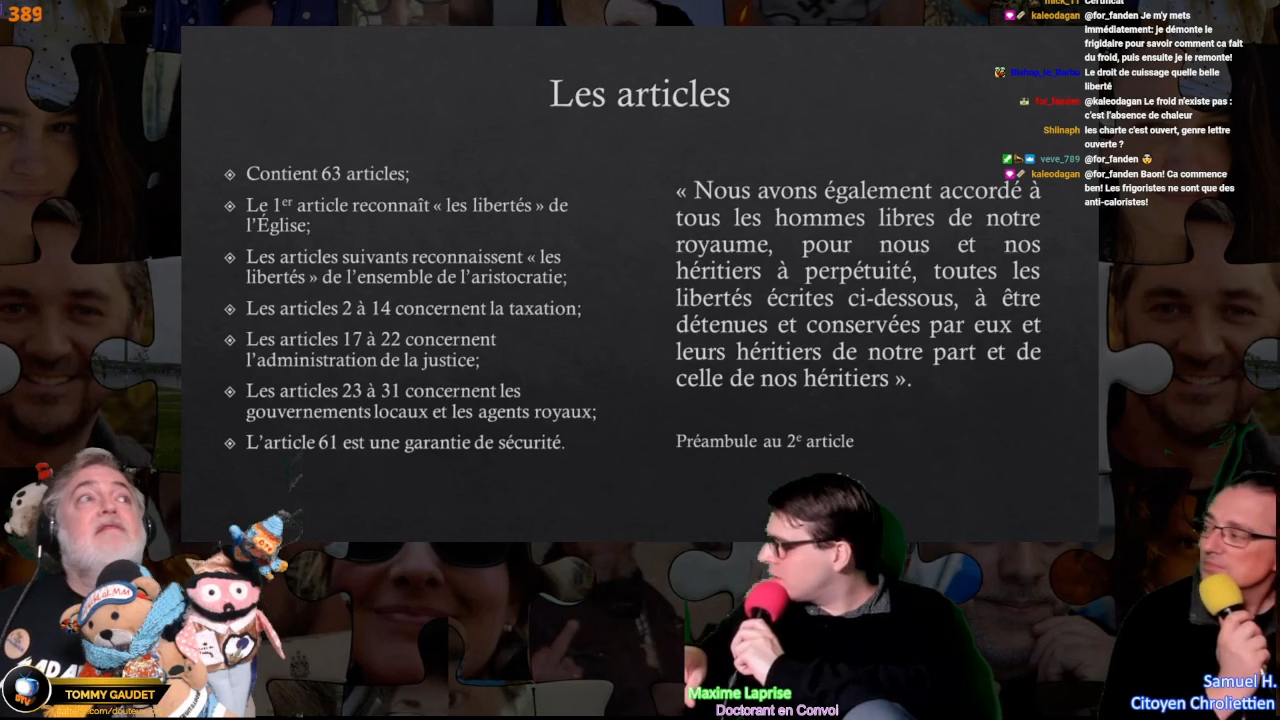 389
Certificat
kaleodagan @for_fanden Je m'y mets
immédiatement: je démonte le
frigidaire pour savoir comment ca fait
du froid, puis ensuite je le remonte!
Le droit de cuissage quelle belle
liberté
for_fanden @kaleodagan Le froid n'existe pas :
c'est l'absence de chaleur
Shlinaph les charte c'est ouvert, genre lettre
ouverte ?
veve_789 @for_fanden
kaleodagan @for_fanden Baon! Ca commence
ben! Les frigoristes ne sont que des
anti-caloristes!
Les articles
Contient 63 articles;
Le 1er article reconnaît « les libertés » de
l'Église;
Les articles suivants reconnaissent « les
libertés » de l'ensemble de l'aristocratie;
Les articles 2 à 14 concernent la taxation;
Les articles 17 à 22 concernent
l'administration de la justice;
Les articles 23 à 31 concernent les
gouvernements locaux et les agents royaux;
L'article 61 est une garantie de sécurité.
« Nous avons également accordé à
tous les hommes libres de notre
royaume, pour nous et nos
héritiers à perpétuité, toutes les
libertés écrites ci-dessous, à être
détenues et conservées par eux et
leurs héritiers de notre part et de
celle de nos héritiers ».
Préambule au 2e article
TOMMY GAUDET
Maxime Laprise
Doctorant en Convoi
Samuel H.
Citoyen Chroliettien